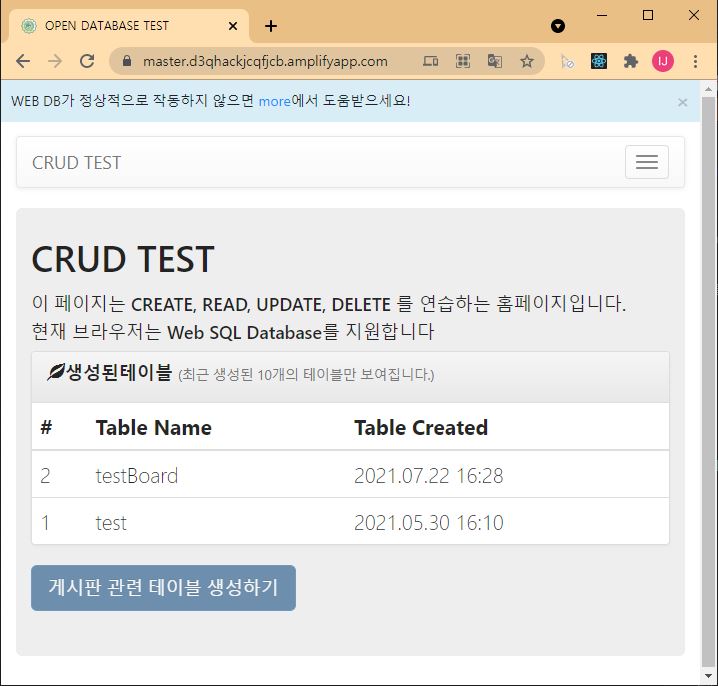 OPEN DATABASE TEST
master.d3qhackjcqfjcb.amplifyapp.com
IJ
WEB DB가 정상적으로 작동하지 않으면 more에서 도움받으세요!
CRUD TEST
CRUD TEST
이 페이지는 CREATE, READ, UPDATE, DELETE 를 연습하는 홈페이지입니다.
현재 브라우저는 Web SQL Database를 지원합니다
생성된테이블 (최근 생성된 10개의 테이블만 보여집니다.)
# Table Name Table Created
2 testBoard 2021.07.22 16:28
1 test 2021.05.30 16:10
게시판 관련 테이블 생성하기